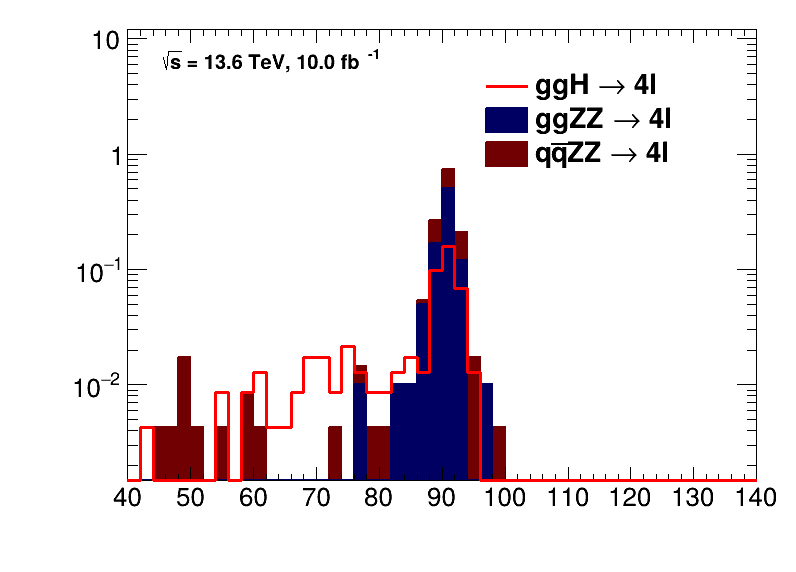 10
√s = 13.6 TeV, 10.0 fb⁻¹
ggH → 4l
ggZZ → 4l
qq̅ZZ → 4l
1
10⁻¹
10⁻²
40 50 60 70 80 90 100 110 120 130 140